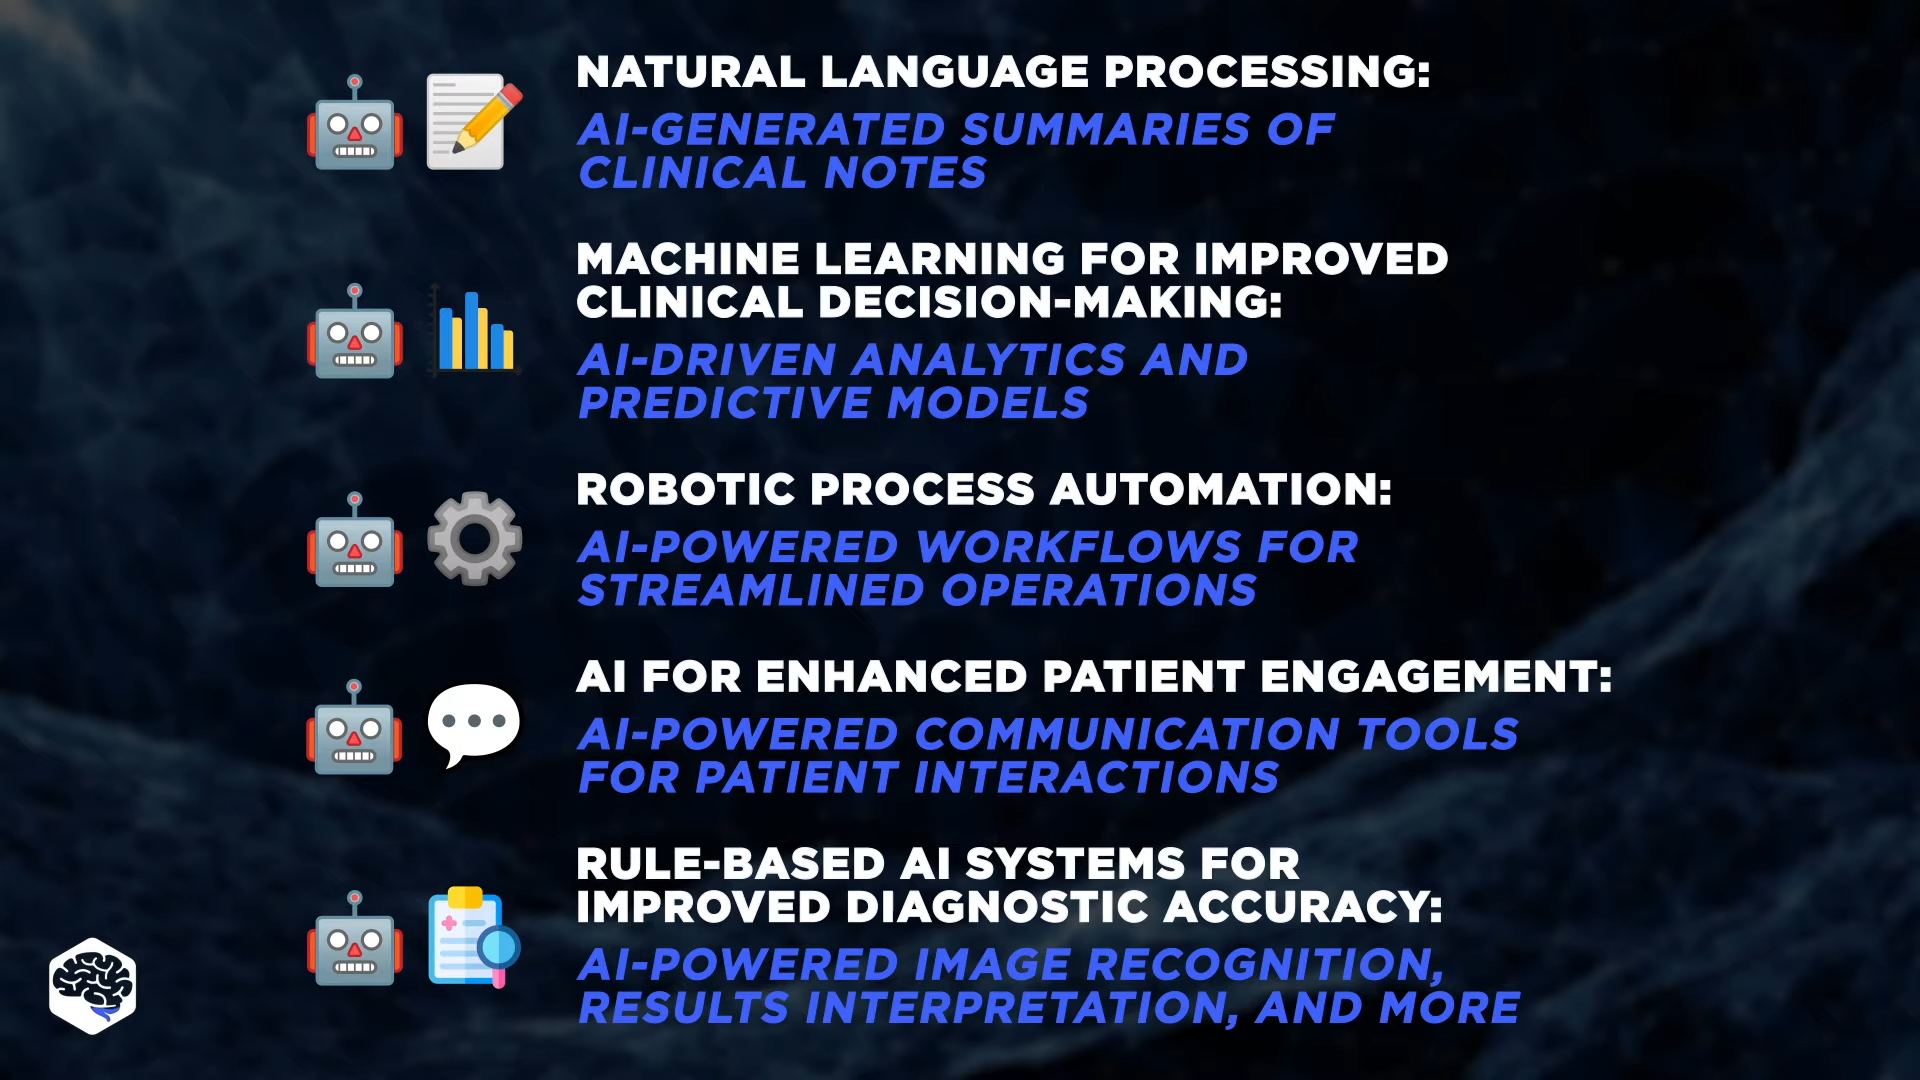 NATURAL LANGUAGE PROCESSING:
AI-GENERATED SUMMARIES OF
CLINICAL NOTES
MACHINE LEARNING FOR IMPROVED
CLINICAL DECISION-MAKING:
AI-DRIVEN ANALYTICS AND
PREDICTIVE MODELS
ROBOTIC PROCESS AUTOMATION:
AI-POWERED WORKFLOWS FOR
STREAMLINED OPERATIONS
AI FOR ENHANCED PATIENT ENGAGEMENT:
AI-POWERED COMMUNICATION TOOLS
FOR PATIENT INTERACTIONS
RULE-BASED AI SYSTEMS FOR
IMPROVED DIAGNOSTIC ACCURACY:
AI-POWERED IMAGE RECOGNITION,
RESULTS INTERPRETATION, AND MORE